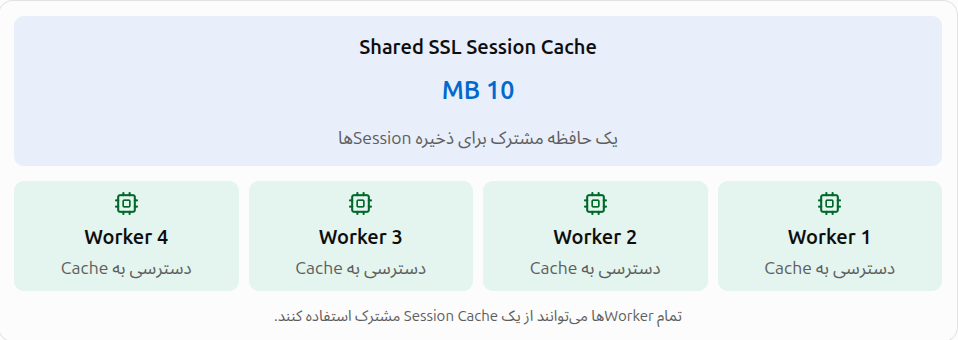 Shared SSL Session Cache
MB 10
یک حافظه مشترک برای ذخیره Sessionها
Worker 1
دسترسی به Cache
Worker 2
دسترسی به Cache
Worker 3
دسترسی به Cache
Worker 4
دسترسی به Cache
تمام Workerها می‌توانند از یک Session Cache مشترک استفاده کنند.